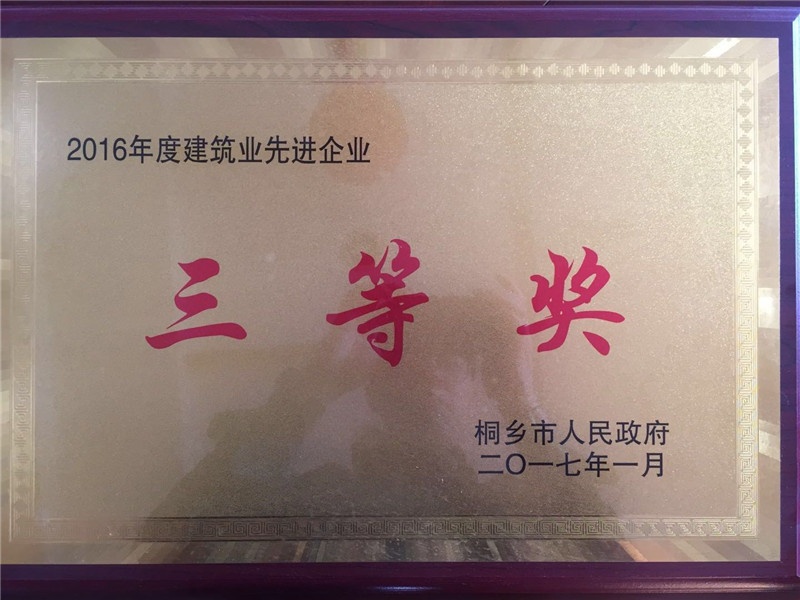 2016年度建筑业先进企业
三等奖
桐乡市人民政府
二〇一七年一月